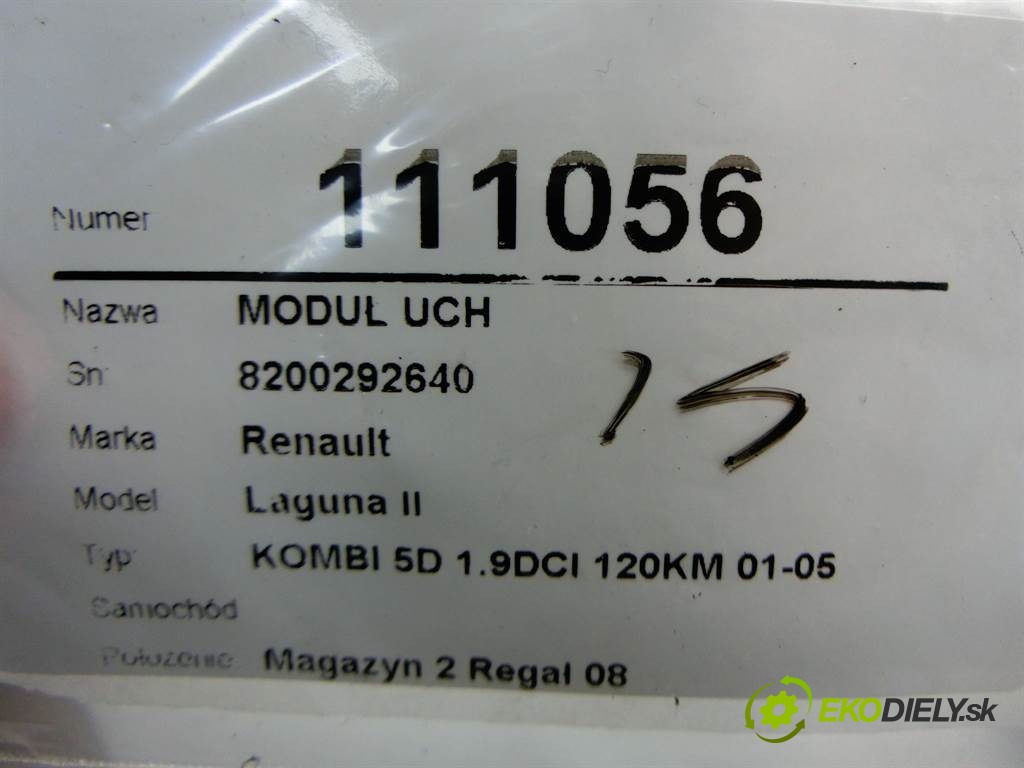 Numer 111056
Nazwa MODUŁ UCH
Sn 8200292640
15
Marka Renault
Model Laguna II
Typ KOMBI 5D 1.9DCI 120KM 01-05
Samochód
Położenie Magazyn 2 Regał 08
EKODIELY.sk